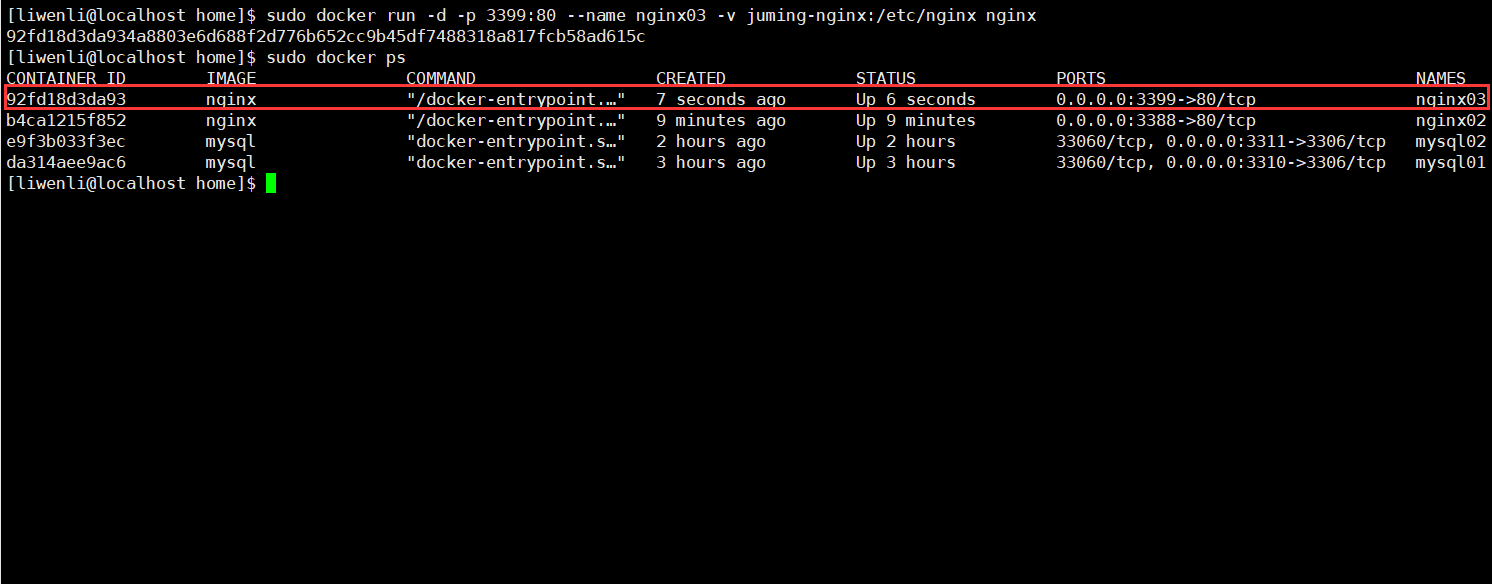 [liwenli@localhost home]$ sudo docker run -d -p 3399:80 --name nginx03 -v juming-nginx:/etc/nginx nginx
92fd18d3da934a8803e6d688f2d776b652cc9b45df7488318a817fcb58ad615c
[liwenli@localhost home]$ sudo docker ps
CONTAINER ID        IMAGE               COMMAND                  CREATED             STATUS              PORTS                               NAMES
92fd18d3da93        nginx               "/docker-entrypoint.…"   7 seconds ago       Up 6 seconds        0.0.0.0:3399->80/tcp                nginx03
b4ca1215f852        nginx               "/docker-entrypoint.…"   9 minutes ago       Up 9 minutes        0.0.0.0:3388->80/tcp                nginx02
e9f3b033f3ec        mysql               "docker-entrypoint.s…"   2 hours ago         Up 2 hours          33060/tcp, 0.0.0.0:3311->3306/tcp   mysql02
da314aee9ac6        mysql               "docker-entrypoint.s…"   3 hours ago         Up 3 hours          33060/tcp, 0.0.0.0:3310->3306/tcp   mysql01
[liwenli@localhost home]$